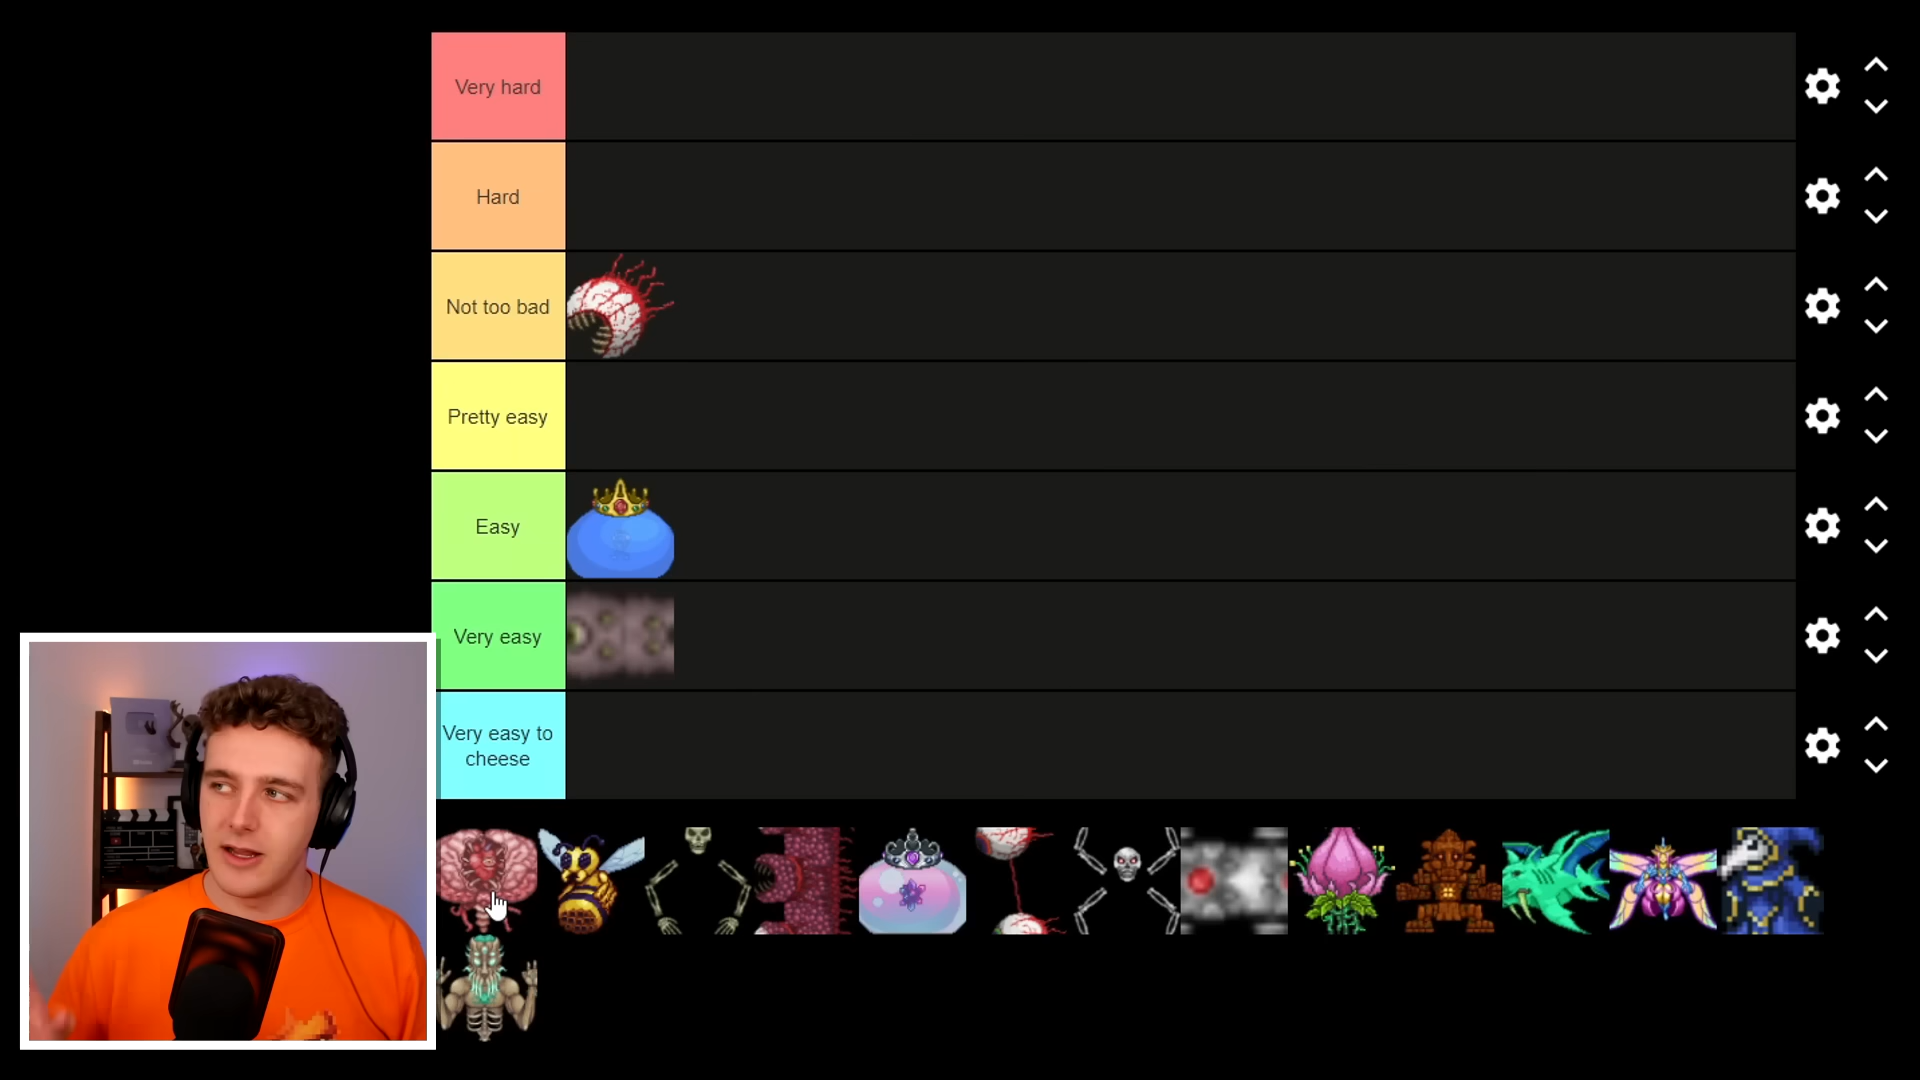 Very hard
Hard
Not too bad
Pretty easy
Easy
Very easy
Very easy to
cheese